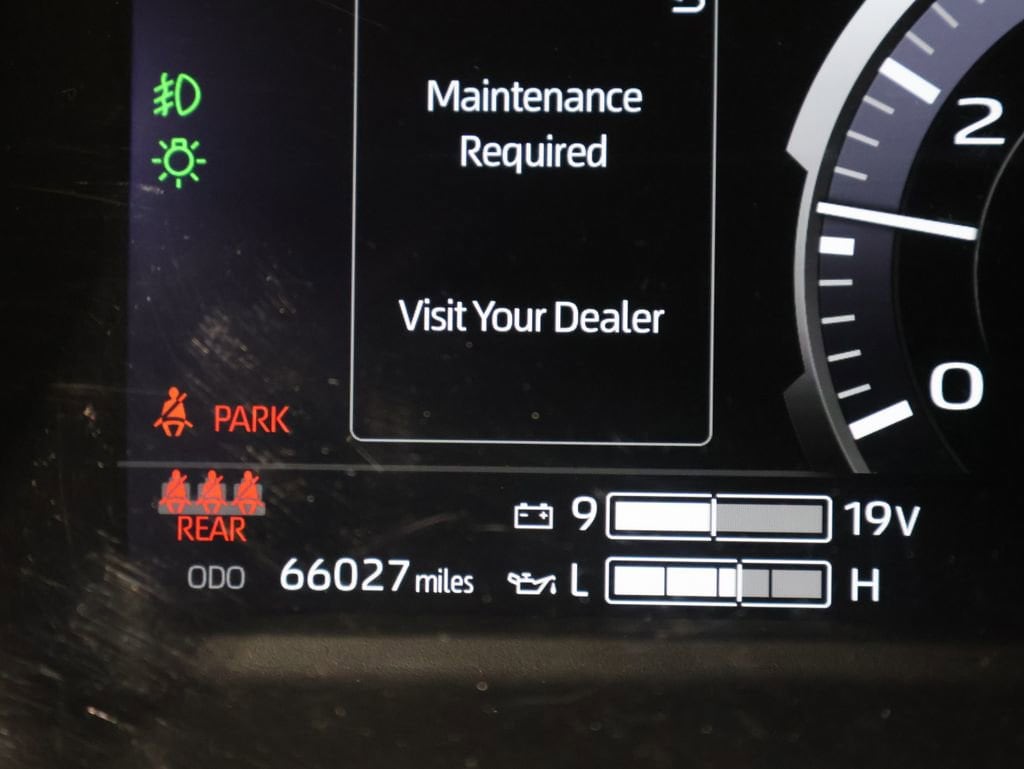 Maintenance
Required
2
Visit Your Dealer
0
PARK
REAR
9 19V
ODO 66027 miles L H